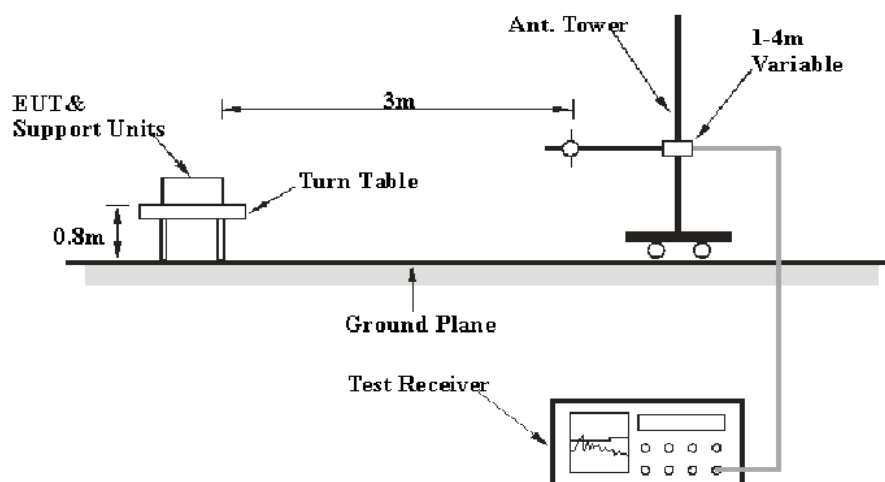 Ant. Tower
1-4m
Variable
EUT&
Support Units
3m
Turn Table
0.8m
Ground Plane
Test Receiver